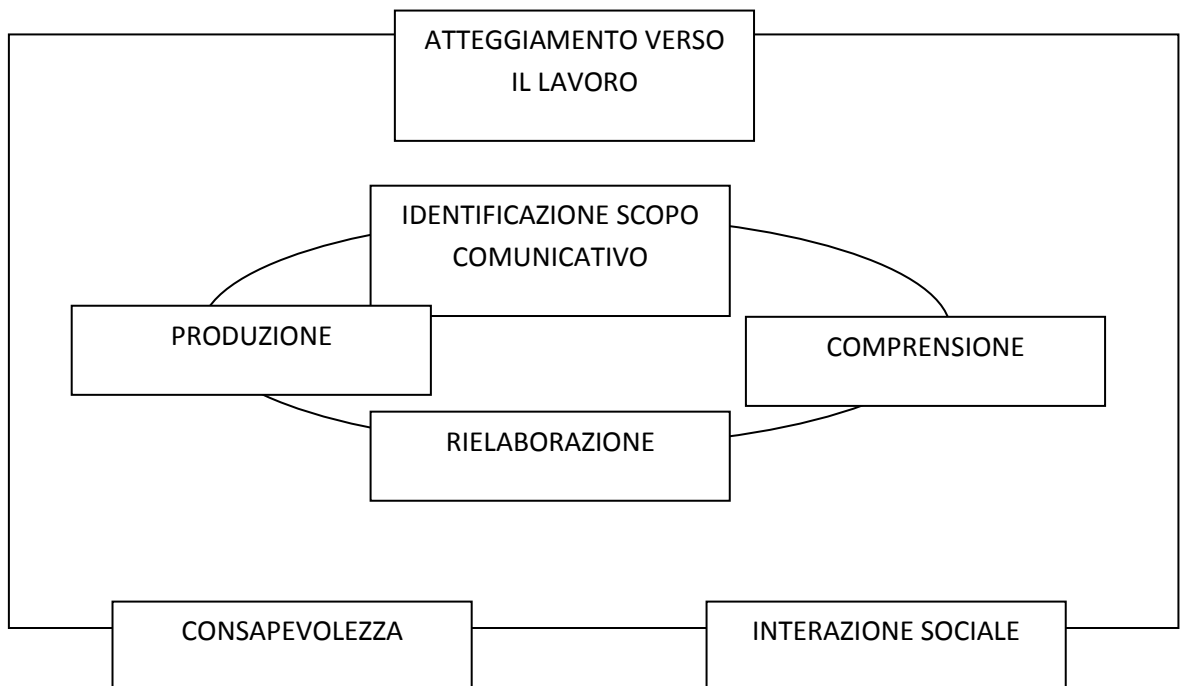 ATTEGGIAMENTO VERSO
IL LAVORO
IDENTIFICAZIONE SCOPO
COMUNICATIVO
PRODUZIONE
COMPRENSIONE
RIELABORAZIONE
CONSAPEVOLEZZA
INTERAZIONE SOCIALE